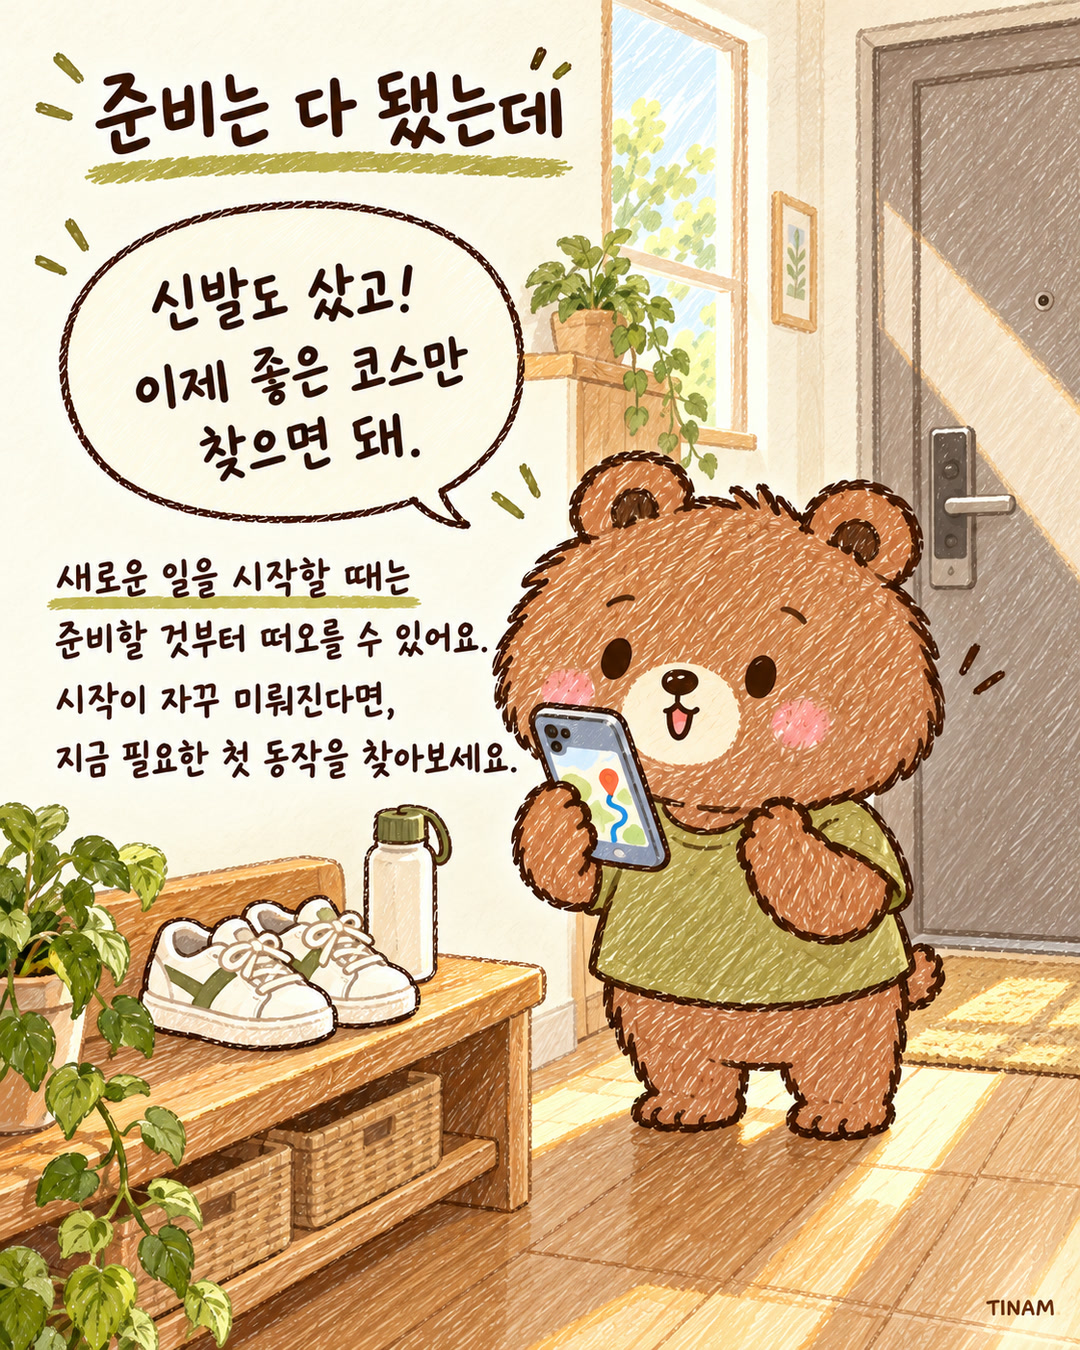 준비는 다 됐는데
신발도 샀고!
이제 좋은 코스만
찾으면 돼.
새로운 일을 시작할 때는
준비할 것부터 떠오를 수 있어요.
시작이 자꾸 미뤄진다면,
지금 필요한 첫 동작을 찾아보세요.
TINAM